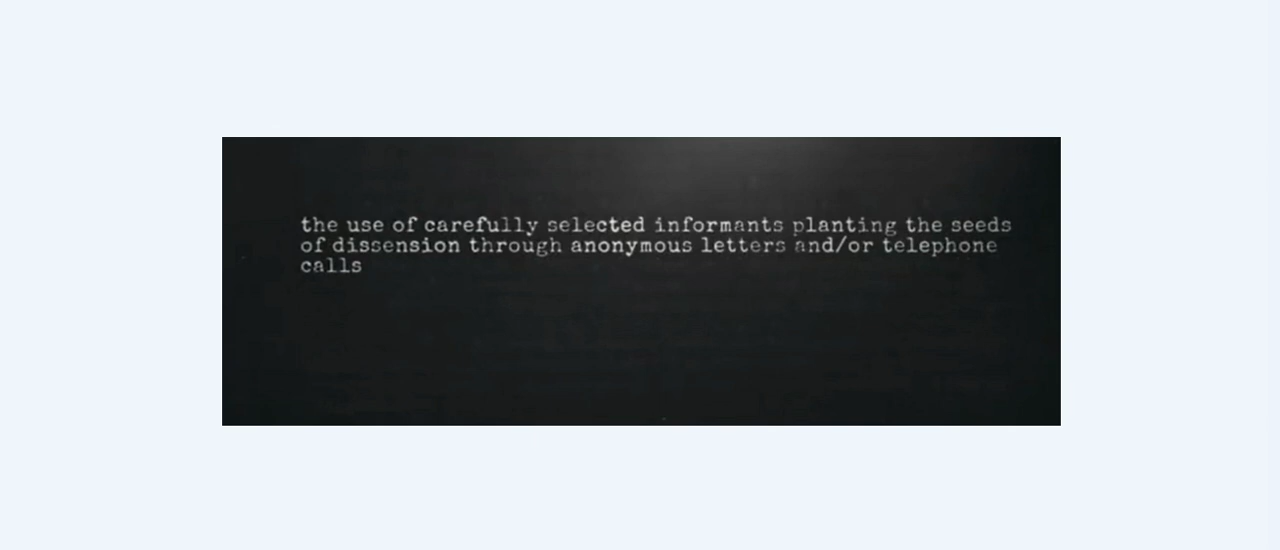 the use of carefully selected informants planting the seeds
of dissension through anonymous letters and/or telephone
calls